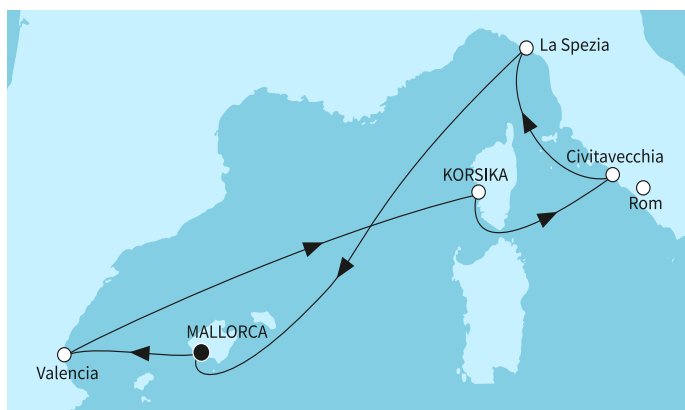 La Spezia
Civitavecchia
KORSIKA
Rom
MALLORCA
Valencia